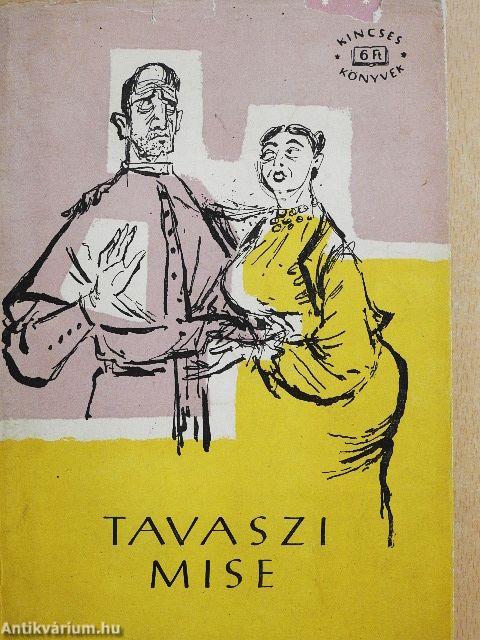 KINCSES
6 Ft
KÖNYVEK
TAVASZI
MISE
Antikvárium.hu